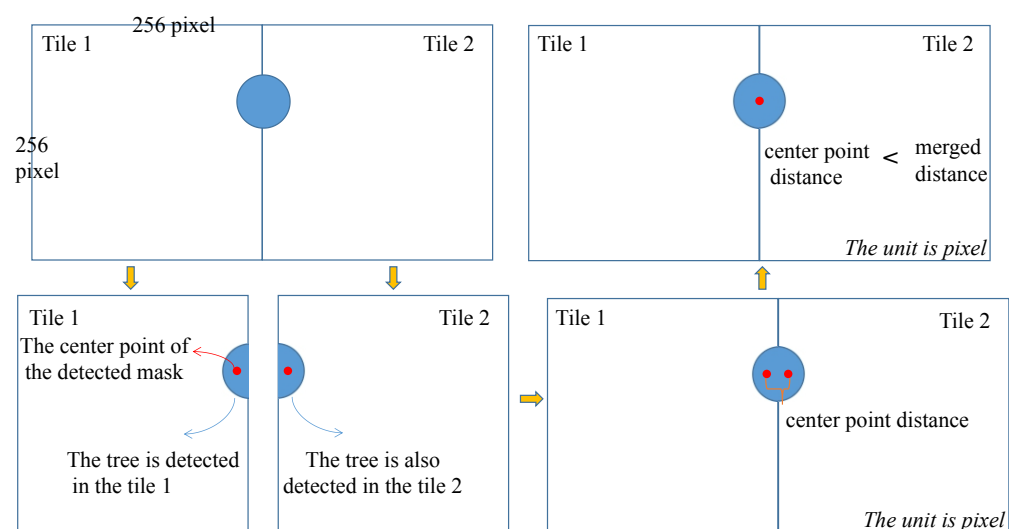 256 pixel
Tile 1
Tile 2
256
pixel
Tile 2
center point
distance
<
merged
distance
The unit is pixel
Tile 1
The center point of
the detected mask
The tree is detected
in the tile 1
Tile 2
The tree is also
detected in the tile 2
Tile 1
Tile 2
center point distance
The unit is pixel